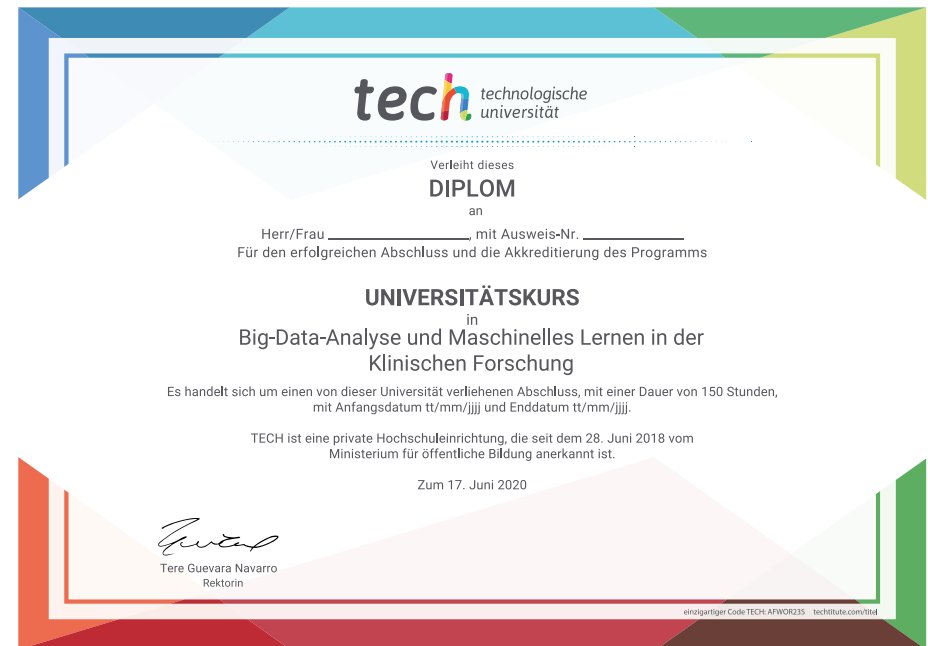 tech technologische
universität
Verleiht dieses
DIPLOM
an
Herr/Frau ____________________, mit Ausweis-Nr. ______________
Für den erfolgreichen Abschluss und die Akkreditierung des Programms
UNIVERSITÄTSKURS
in
Big-Data-Analyse und Maschinelles Lernen in der
Klinischen Forschung
Es handelt sich um einen von dieser Universität verliehenen Abschluss, mit einer Dauer von 150 Stunden,
mit Anfangsdatum tt/mm/jjjj und Enddatum tt/mm/jjjj.
TECH ist eine private Hochschuleinrichtung, die seit dem 28. Juni 2018 vom
Ministerium für öffentliche Bildung anerkannt ist.
Zum 17. Juni 2020
Tere Guevara Navarro
Rektorin
einzigartiger Code TECH: AFWOR23S techtitute.com/titel